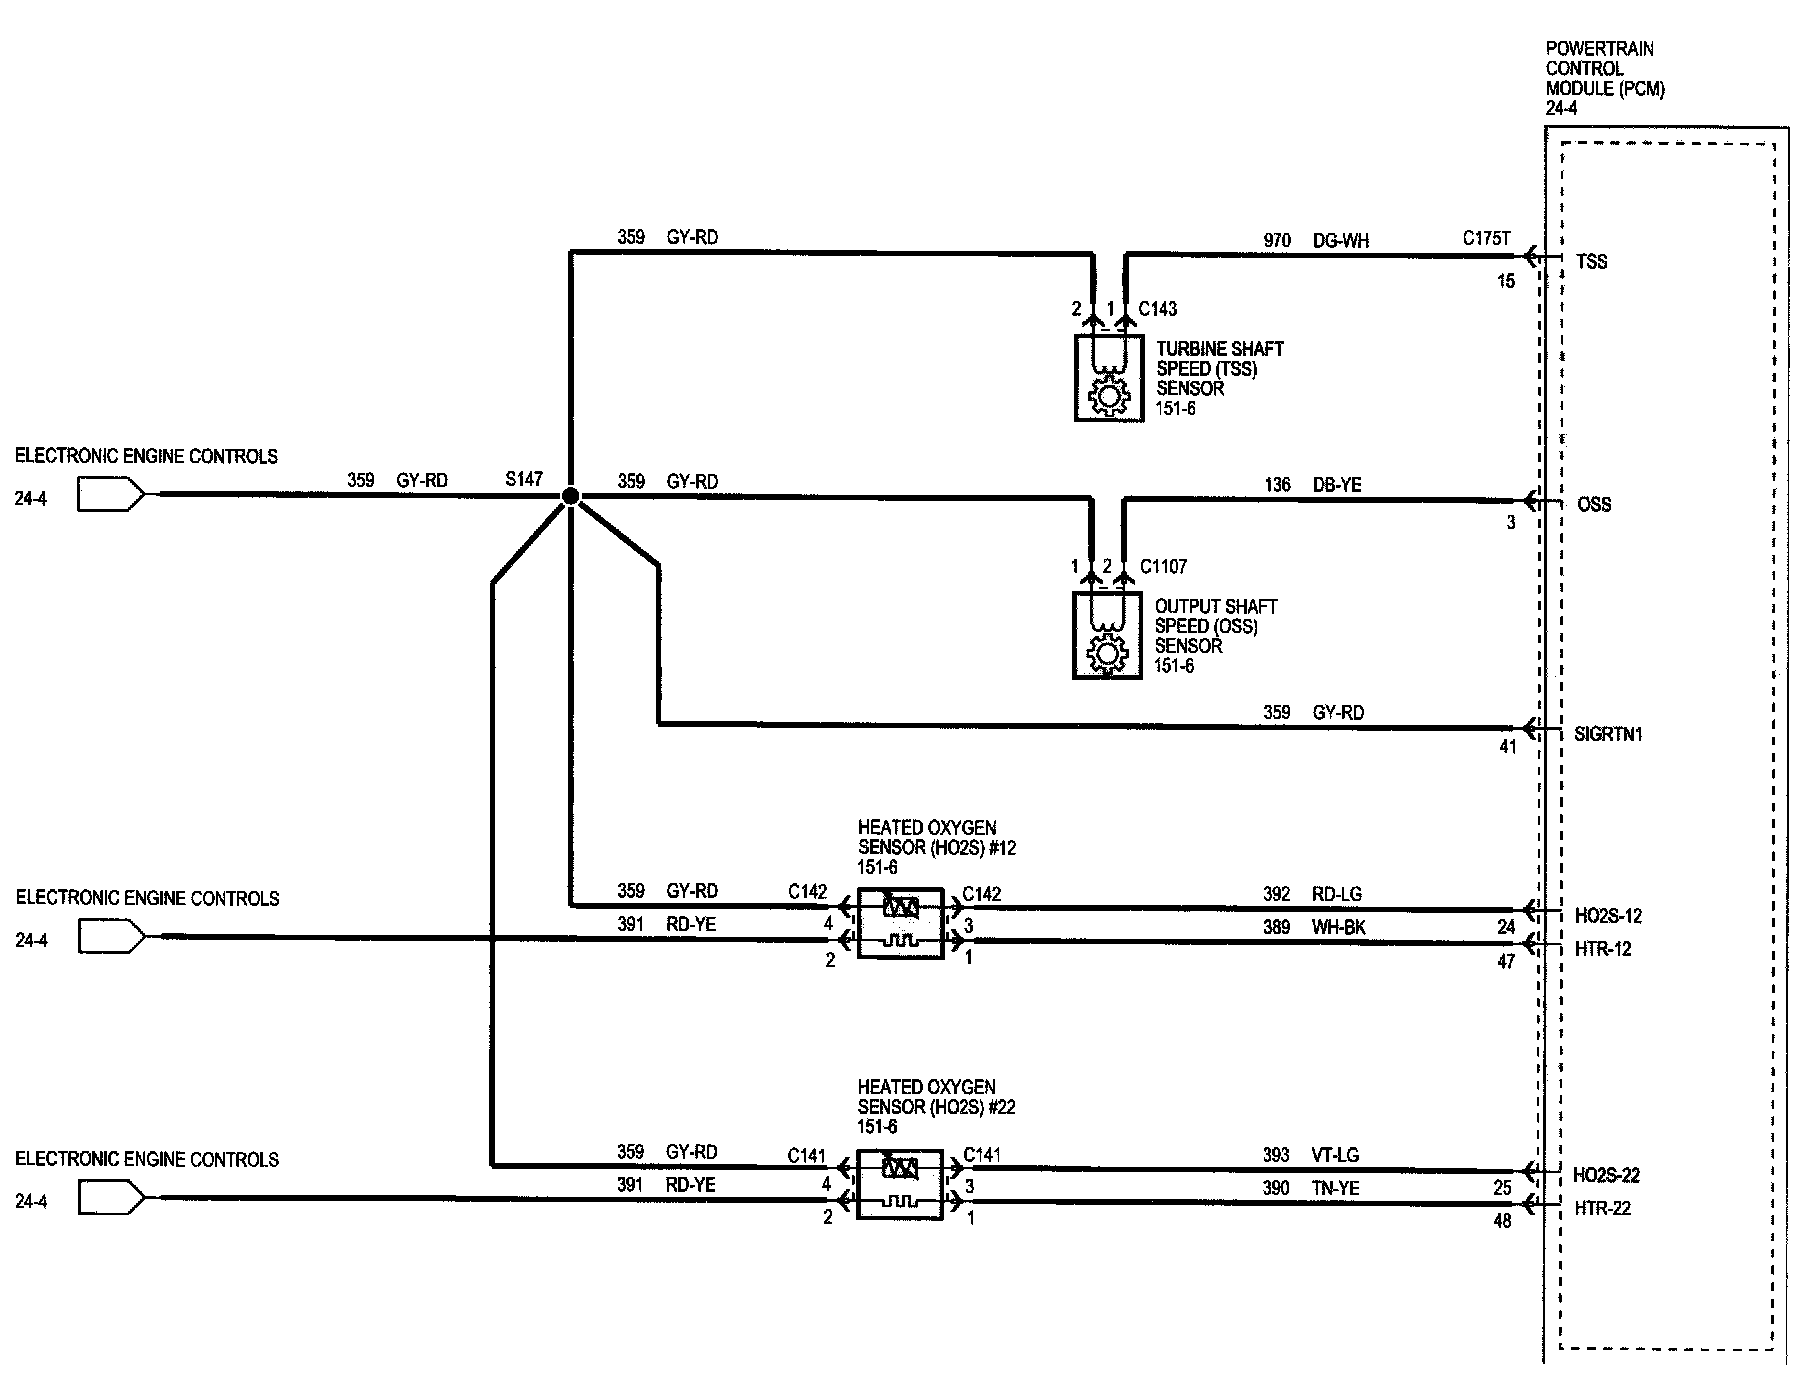 POWERTRAIN
CONTROL
MODULE (PCM)
24-4
359 GY-RD
970 DG-WH
C175T
TSS
15
2 1 C143
TURBINE SHAFT
SPEED (TSS)
SENSOR
151-6
ELECTRONIC ENGINE CONTROLS
24-4
359 GY-RD
S147
359 GY-RD
136 DB-YE
OSS
3
1 2 C1107
OUTPUT SHAFT
SPEED (OSS)
SENSOR
151-6
359 GY-RD
41
SIGRTN1
HEATED OXYGEN
SENSOR (HO2S) #12
151-6
ELECTRONIC ENGINE CONTROLS
24-4
359 GY-RD
C142
4
C142
3
392 RD-LG
24
HO2S-12
391 RD-YE
2
1
389 WH-BK
47
HTR-12
HEATED OXYGEN
SENSOR (HO2S) #22
151-6
ELECTRONIC ENGINE CONTROLS
24-4
359 GY-RD
C141
4
C141
3
393 VT-LG
25
HO2S-22
391 RD-YE
2
1
390 TN-YE
48
HTR-22